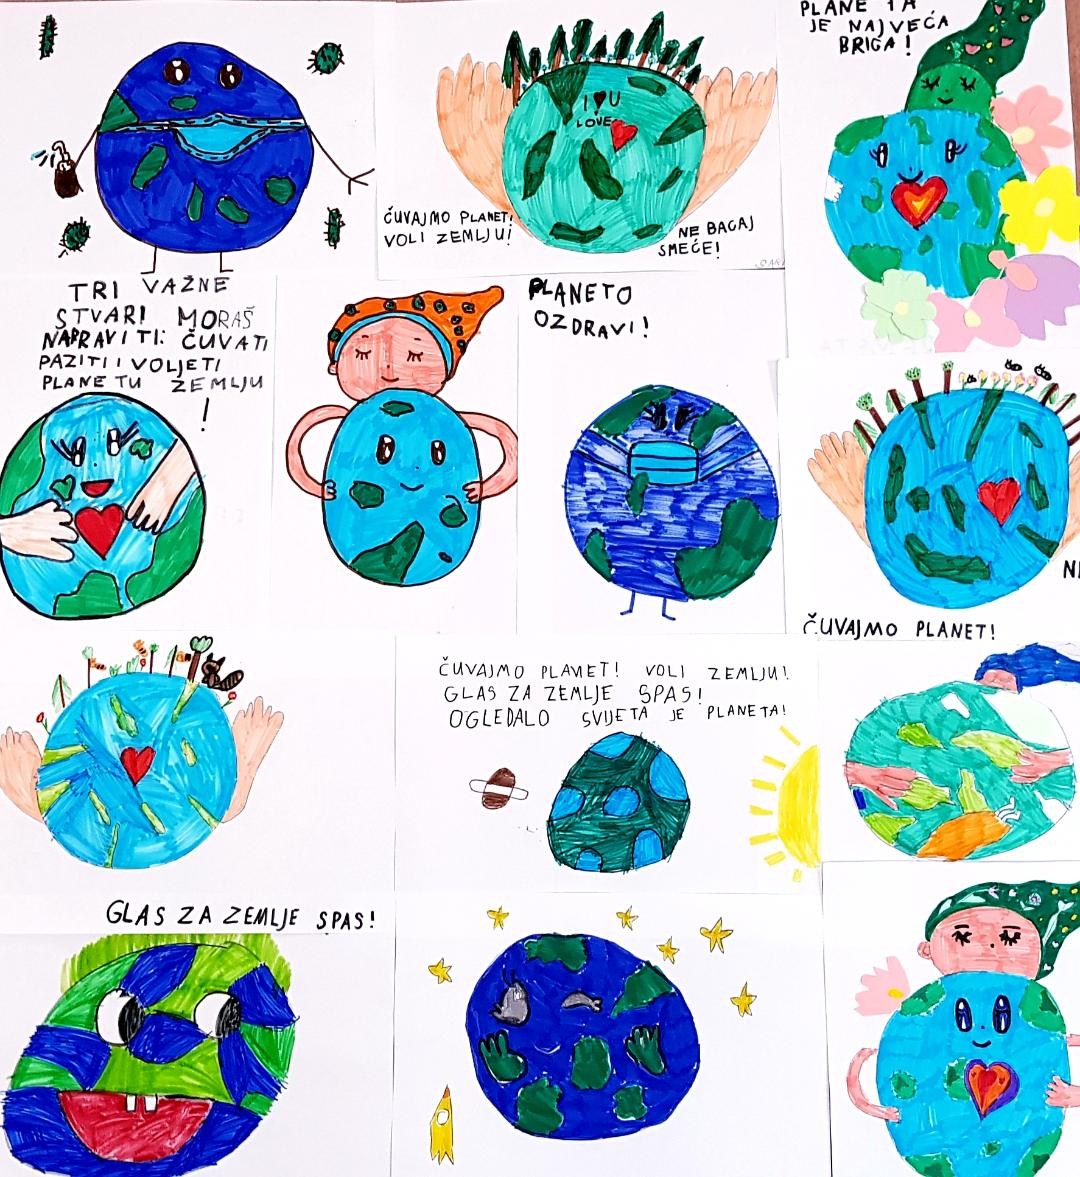 PLANETA
JE NAJVEĆA
BRIGA!
I ♥ U
LOVE
ČUVAJMO PLANET!
VOLI ZEMLJU!
NE BACAJ
SMEĆE!
TRI VAŽNE
STVARI MORAŠ
NAPRAVITI: ČUVATI
PAZITI I VOLJETI
PLANETU ZEMLJU
!
PLANETO
OZDRAVI!
ČUVAJMO PLANET!
ČUVAJMO PLANET! VOLI ZEMLJU!
GLAS ZA ZEMLJE SPAS!
OGLEDALO SVIJETA JE PLANETA!
GLAS ZA ZEMLJE SPAS!